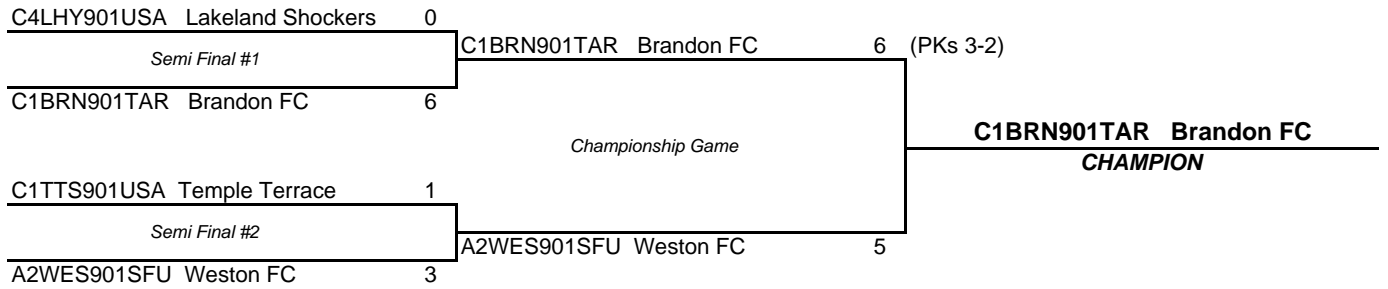 C4LHY901USA Lakeland Shockers 0
Semi Final #1
C1BRN901TAR Brandon FC 6 (PKs 3-2)
C1BRN901TAR Brandon FC 6
C1BRN901TAR Brandon FC
Championship Game
CHAMPION
C1TTS901USA Temple Terrace 1
Semi Final #2
A2WES901SFU Weston FC 5
A2WES901SFU Weston FC 3